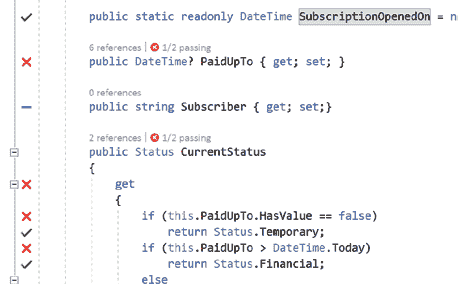 public static readonly DateTime SubscriptionOpenedOn = n
6 references | 1/2 passing
public DateTime? PaidUpTo { get; set; }
0 references
public string Subscriber { get; set;}
2 references | 1/2 passing
public Status CurrentStatus
{
get
{
if (this.PaidUpTo.HasValue == false)
return Status.Temporary;
if (this.PaidUpTo > DateTime.Today)
return Status.Financial;
else